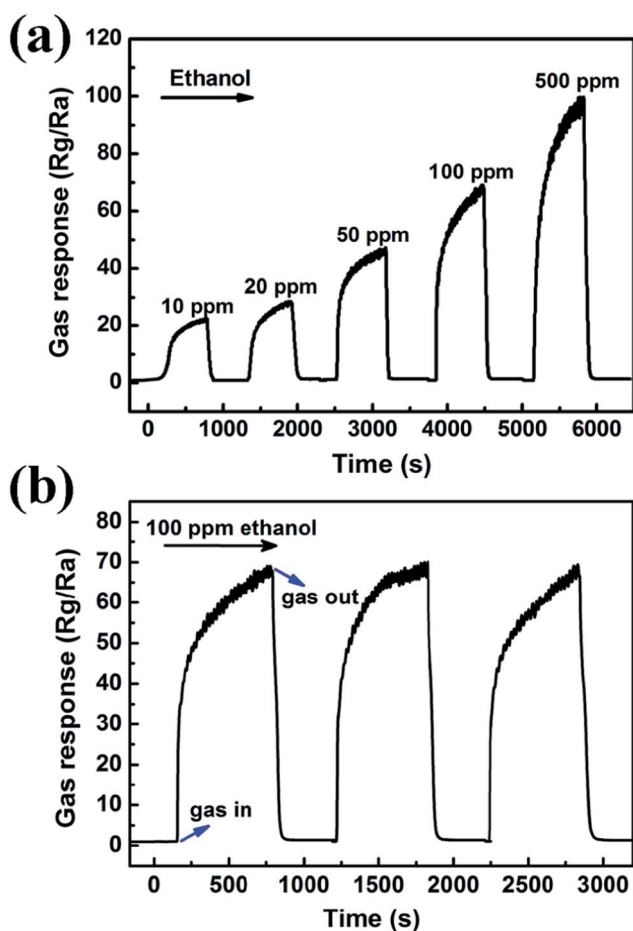 (a)
Gas response (Rg/Ra)
120
100
80
60
40
20
0
Ethanol
10 ppm
20 ppm
50 ppm
100 ppm
500 ppm
0 1000 2000 3000 4000 5000 6000
Time (s)
(b)
Gas response (Rg/Ra)
80
70
60
50
40
30
20
10
0
100 ppm ethanol
gas out
gas in
0 500 1000 1500 2000 2500 3000
Time (s)